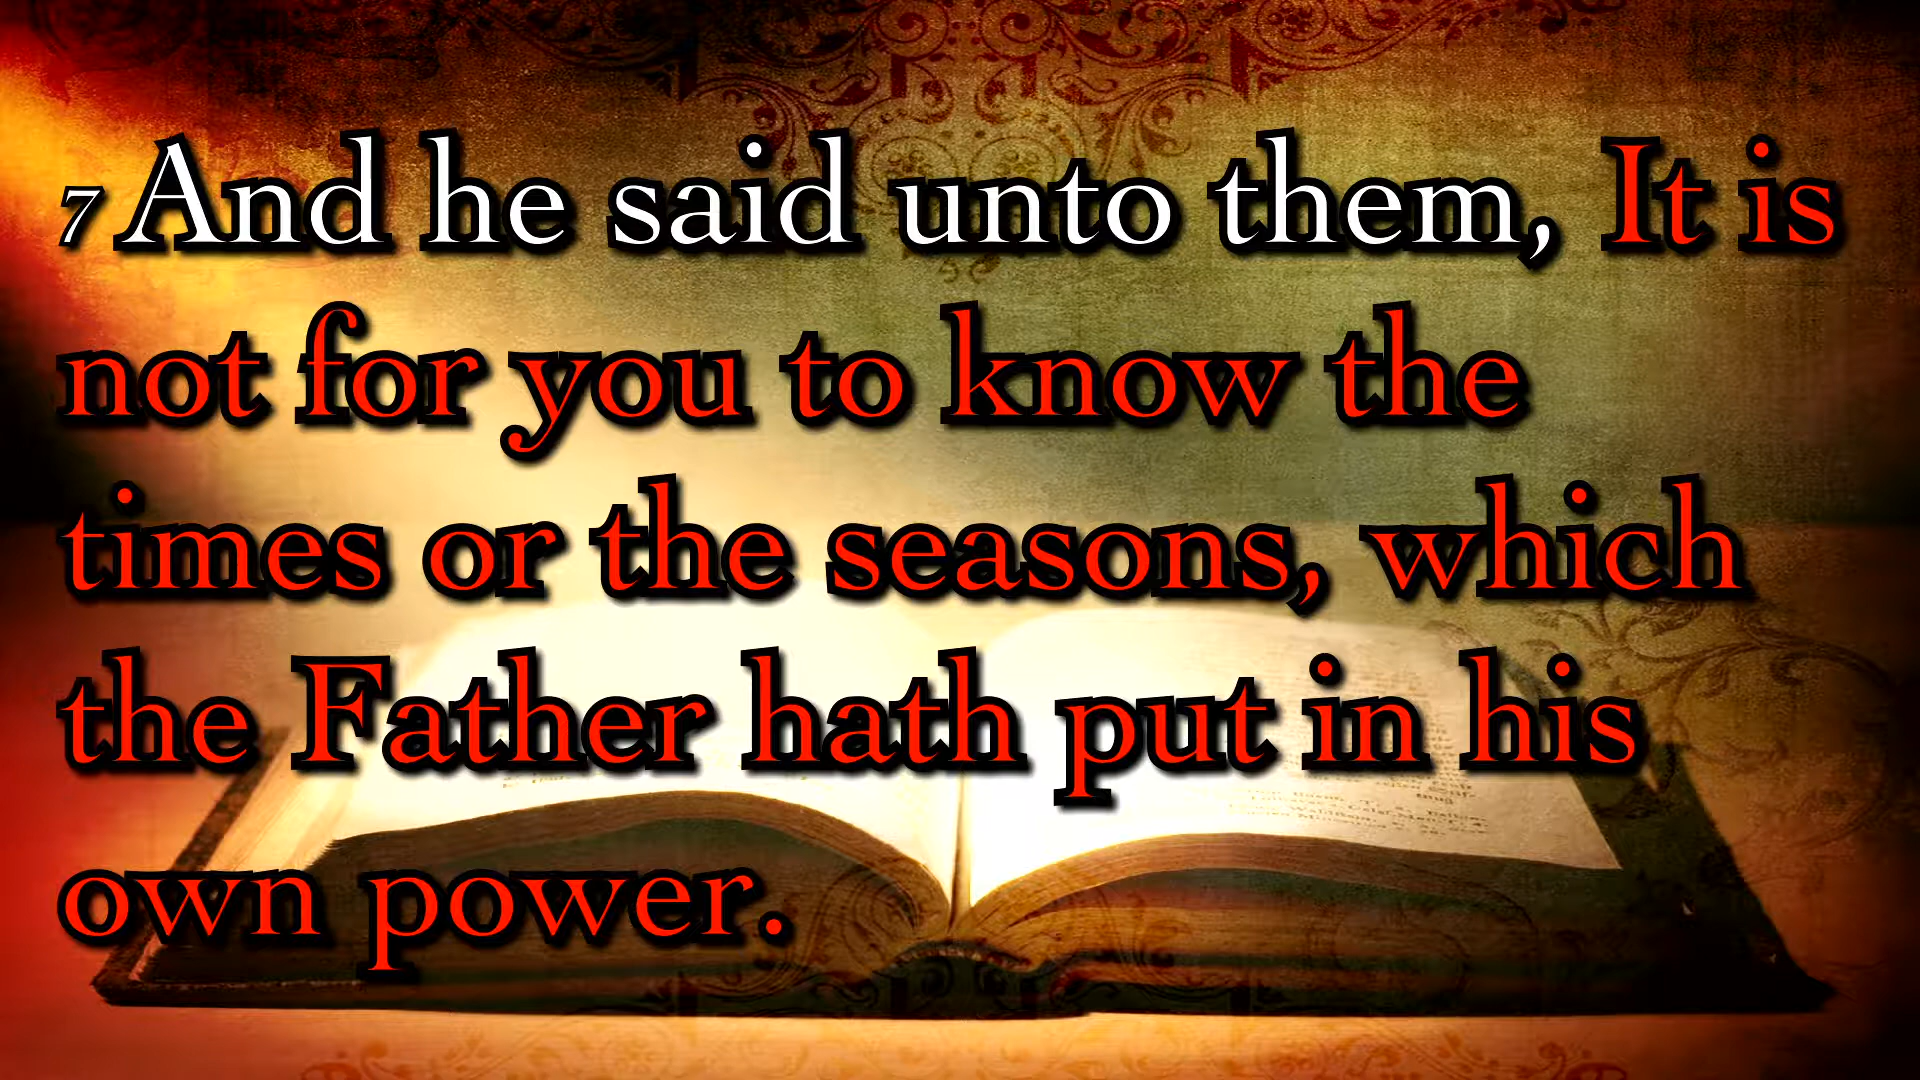 7 And he said unto them, It is
not for you to know the
times or the seasons, which
the Father hath put in his
own power.